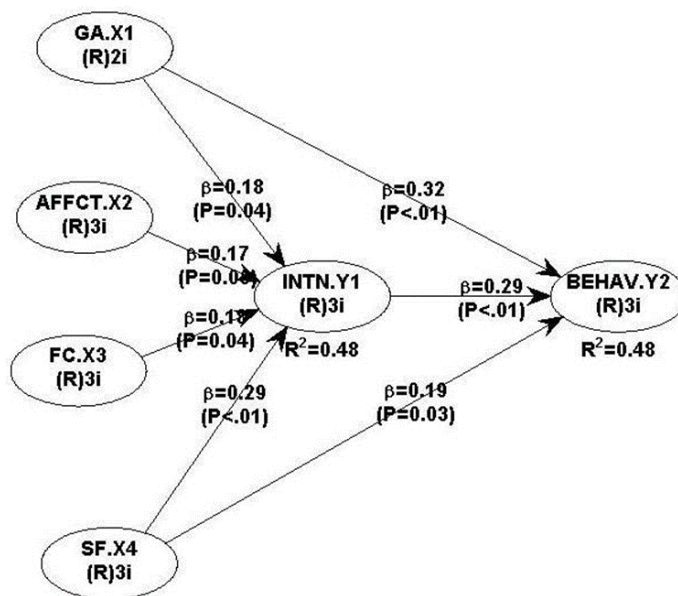 GA.X1
(R)2i
β=0.18
(P=0.04)
β=0.32
(P<.01)
AFFCT.X2
(R)3i
β=0.17
INTN.Y1
(R)3i
R²=0.48
β=0.29
(P<.01)
BEHAV.Y2
(R)3i
R²=0.48
FC.X3
(R)3i
β=0.18
(P=0.04)
β=0.29
(P<.01)
β=0.19
(P=0.03)
SF.X4
(R)3i